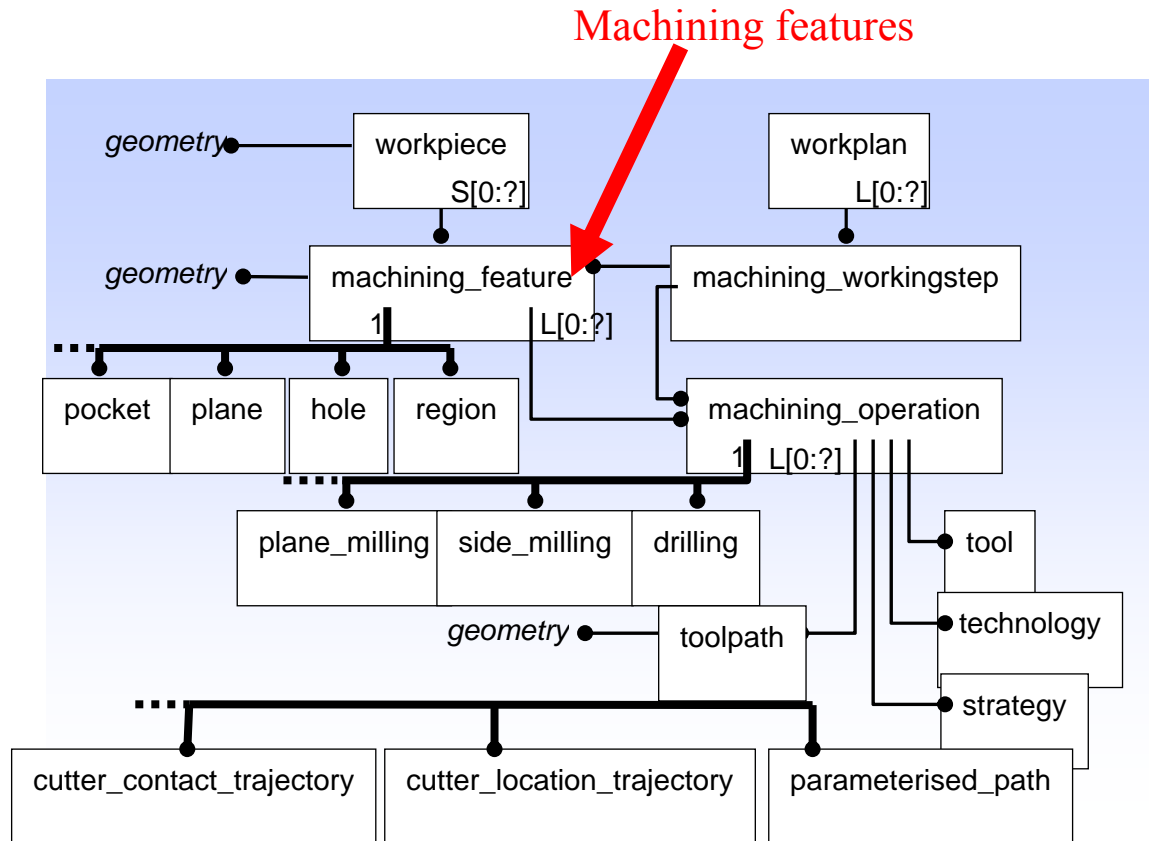 Machining features
geometry
workpiece
workplan
S[0:?]
L[0:?]
geometry
machining_feature
machining_workingstep
1
L[0:?]
pocket
plane
hole
region
machining_operation
1
L[0:?]
plane_milling
side_milling
drilling
tool
geometry
toolpath
technology
strategy
cutter_contact_trajectory
cutter_location_trajectory
parameterised_path